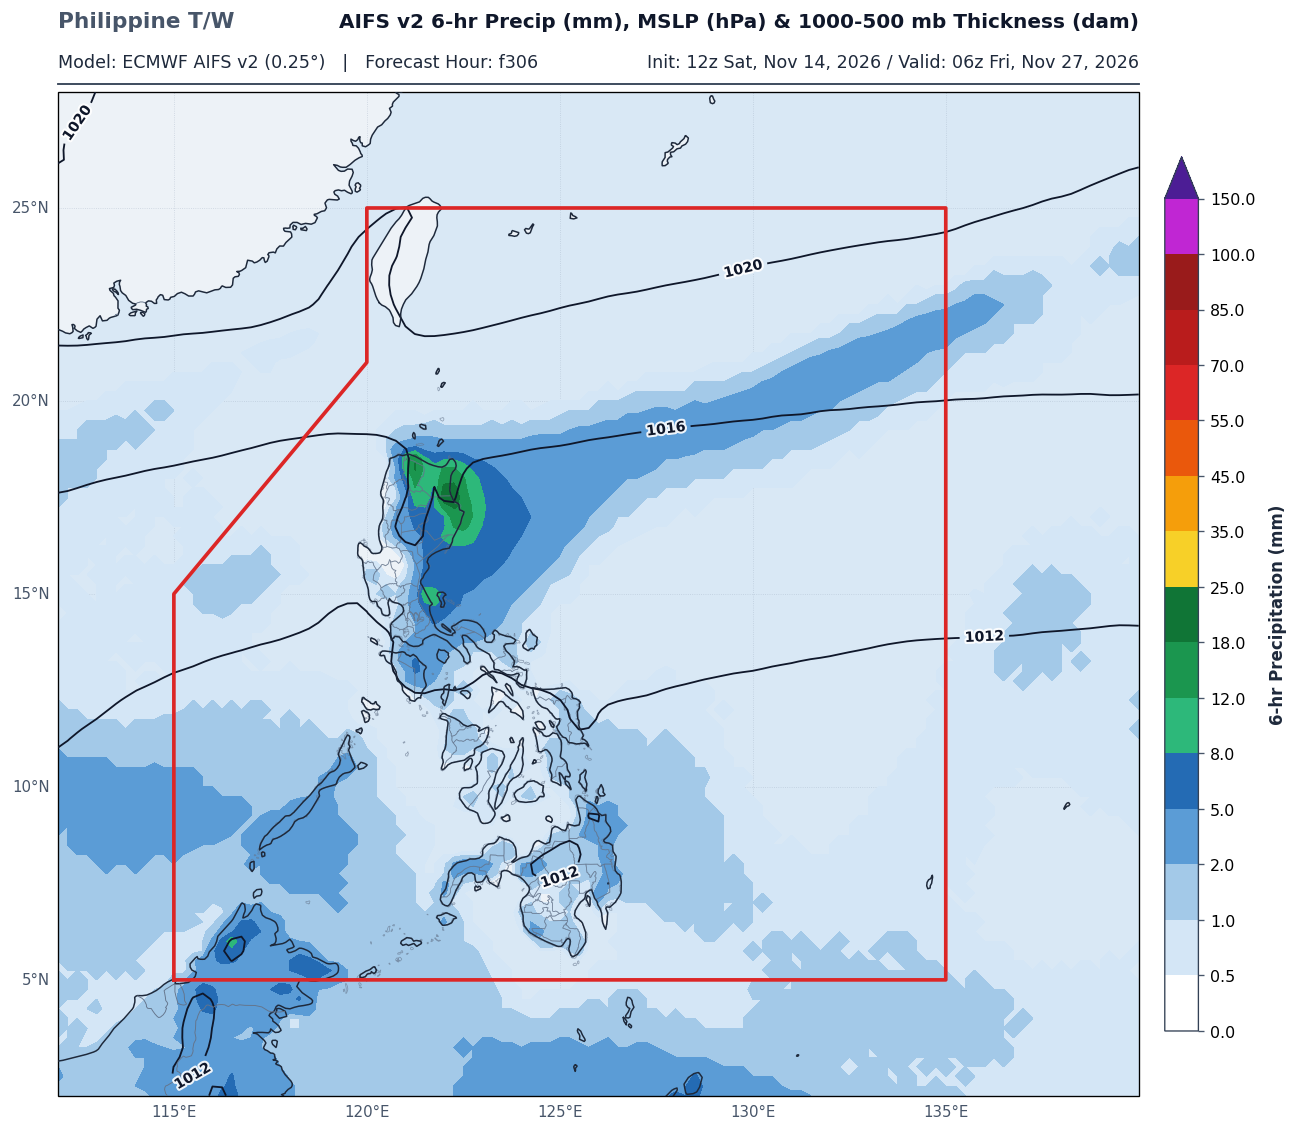 Philippine T/W
AIFS v2 6-hr Precip (mm), MSLP (hPa) & 1000-500 mb Thickness (dam)
Model: ECMWF AIFS v2 (0.25°) | Forecast Hour: f306
Init: 12z Sat, Nov 14, 2026 / Valid: 06z Fri, Nov 27, 2026
1020
25°N
1020
20°N
1016
15°N
1012
10°N
1012
5°N
1012
115°E
120°E
125°E
130°E
135°E
150.0
100.0
85.0
70.0
55.0
45.0
35.0
25.0
18.0
12.0
8.0
5.0
2.0
1.0
0.5
0.0
6-hr Precipitation (mm)